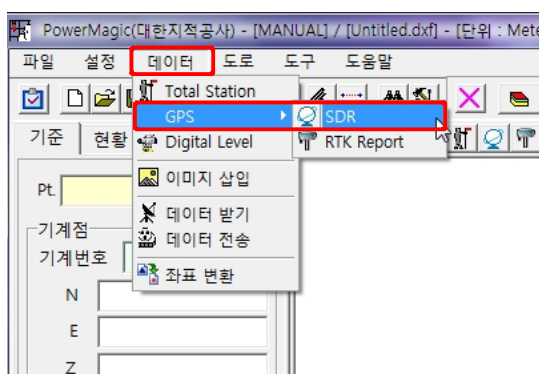 PowerMagic(대한지적공사) - [MANUAL] / [Untitled.dxf] - [단위 : Mete
파일 설정 데이터 도로 도구 도움말
Total Station
GPS
SDR
기준 현황
Digital Level
RTK Report
Pt.
이미지 삽입
데이터 받기
기계점
데이터 전송
기계번호
좌표 변환
N
E
Z